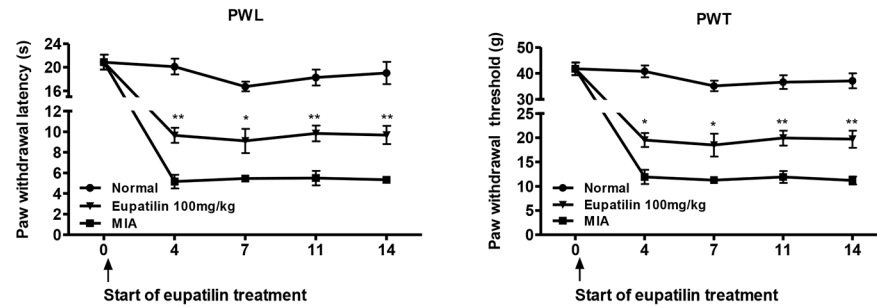 PWL
Paw withdrawal latency (s)
24
20
16
12
10
8
6
4
2
0
** * ** **
Normal
Eupatilin 100mg/kg
MIA
0 4 7 11 14
Start of eupatilin treatment
PWT
Paw withdrawal threshold (g)
50
40
30
25
20
15
10
5
0
* * ** **
Normal
Eupatilin 100mg/kg
MIA
0 4 7 11 14
Start of eupatilin treatment